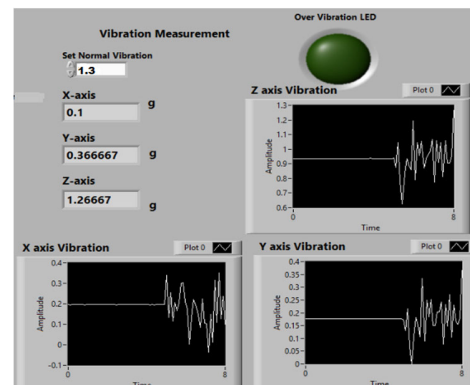 Over Vibration LED
Vibration Measurement
Set Normal Vibration
1.3
X-axis
0.1 g
Y-axis
0.366667 g
Z-axis
1.26667 g
Z axis Vibration Plot 0
1.3-
1.2-
1.1-
1-
0.9-
0.8-
0.7-
0.6-
Amplitude
0 8
Time
X axis Vibration Plot 0
0.4-
0.3-
0.2-
0.1-
0-
-0.1-
Amplitude
0 8
Time
Y axis Vibration Plot 0
0.4-
0.35-
0.3-
0.25-
0.2-
0.15-
0.1-
0.05-
0-
Amplitude
0 8
Time